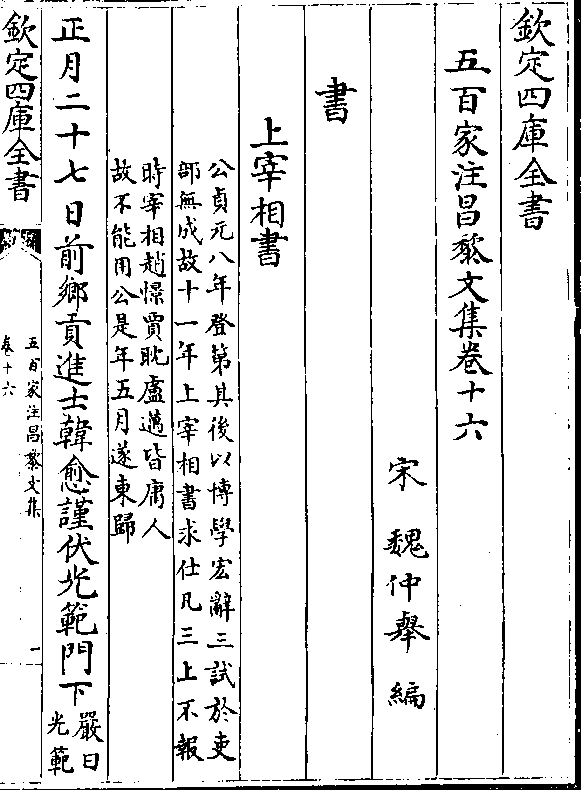 欽定四庫全書
五百家注昌黎文集卷十六
宋 魏仲舉 編
書
上宰相書
公貞元八年登第其後以博學宏辭三試於吏
部無成故十一年上宰相書求仕凡三上不報
時宰相趙憬賈耽盧邁皆庸人
故不能用公是年五月遂東歸
正月二十七日前鄉貢進士韓愈謹伏光範門下
嚴曰
光範
欽定四庫全書
五百家注昌黎文集
卷十六
一